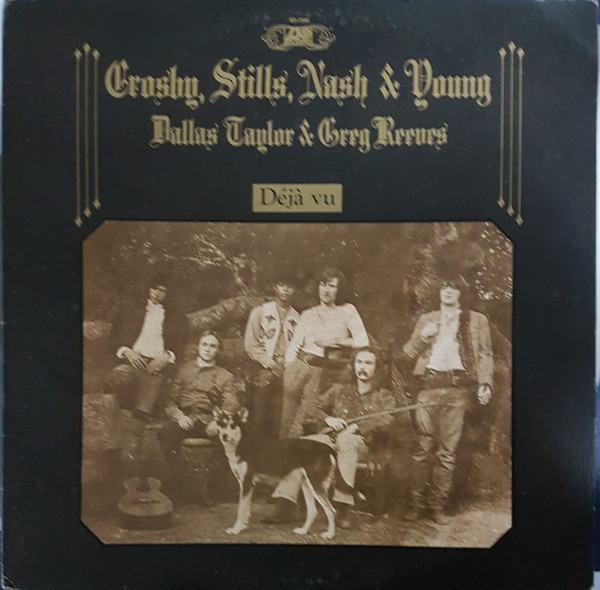 Crosby, Stills, Nash & Young
Dallas Taylor & Greg Reeves
Déjà vu